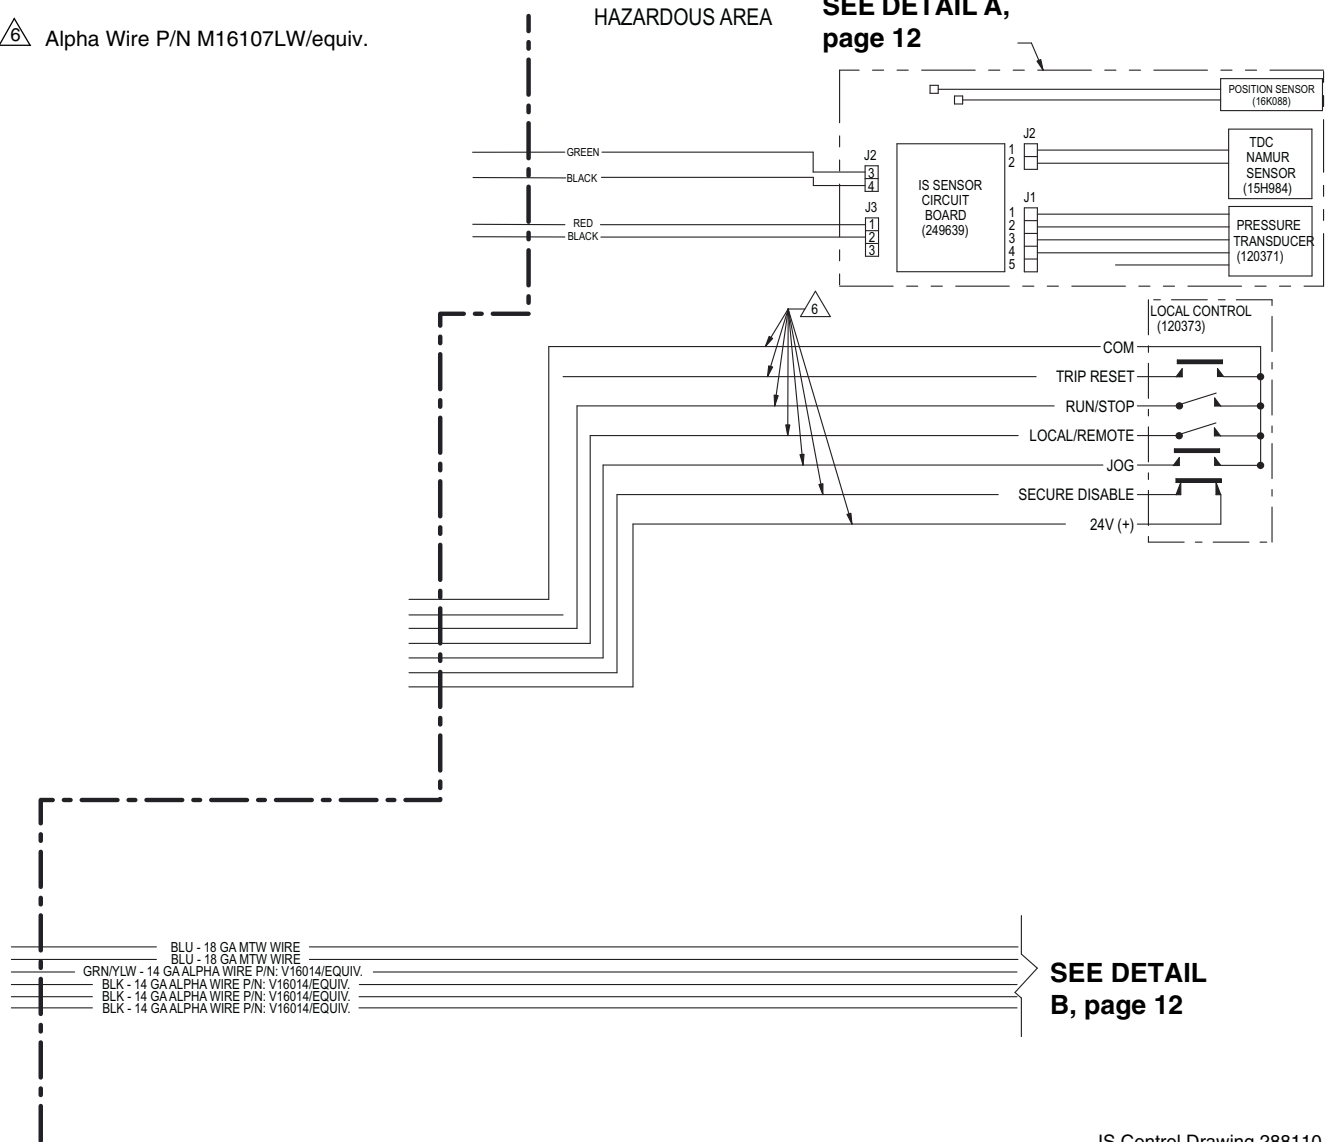 HAZARDOUS AREA
SEE DETAIL A,
page 12
6 Alpha Wire P/N M16107LW/equiv.
POSITION SENSOR
(16K088)
GREEN
BLACK
RED
BLACK
J2
3
4
J3
1
2
3
IS SENSOR
CIRCUIT
BOARD
(249639)
J2
1
2
J1
1
2
3
4
5
TDC
NAMUR
SENSOR
(15H984)
PRESSURE
TRANSDUCER
(120371)
6
LOCAL CONTROL
(120373)
COM
TRIP RESET
RUN/STOP
LOCAL/REMOTE
JOG
SECURE DISABLE
24V (+)
BLU - 18 GA MTW WIRE
BLU - 18 GA MTW WIRE
GRN/YLW - 14 GA ALPHA WIRE P/N: V16014/EQUIV.
BLK - 14 GA ALPHA WIRE P/N: V16014/EQUIV.
BLK - 14 GA ALPHA WIRE P/N: V16014/EQUIV.
BLK - 14 GA ALPHA WIRE P/N: V16014/EQUIV.
SEE DETAIL
B, page 12
IS Control Drawing 288110